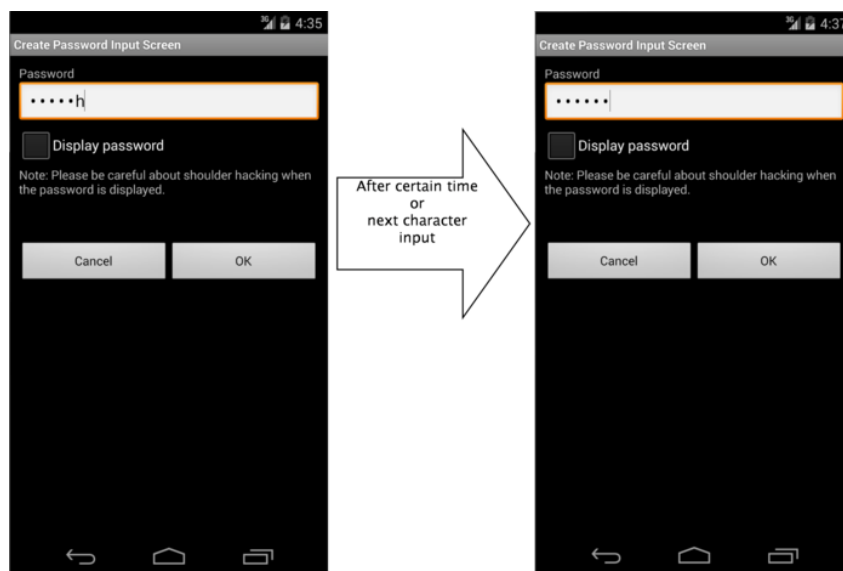 3G 4:35
Create Password Input Screen
Password
•••••h
Display password
Note: Please be careful about shoulder hacking when
the password is displayed.
Cancel OK
After certain time
or
next character
input
3G 4:37
Create Password Input Screen
Password
••••••
Display password
Note: Please be careful about shoulder hacking when
the password is displayed.
Cancel OK